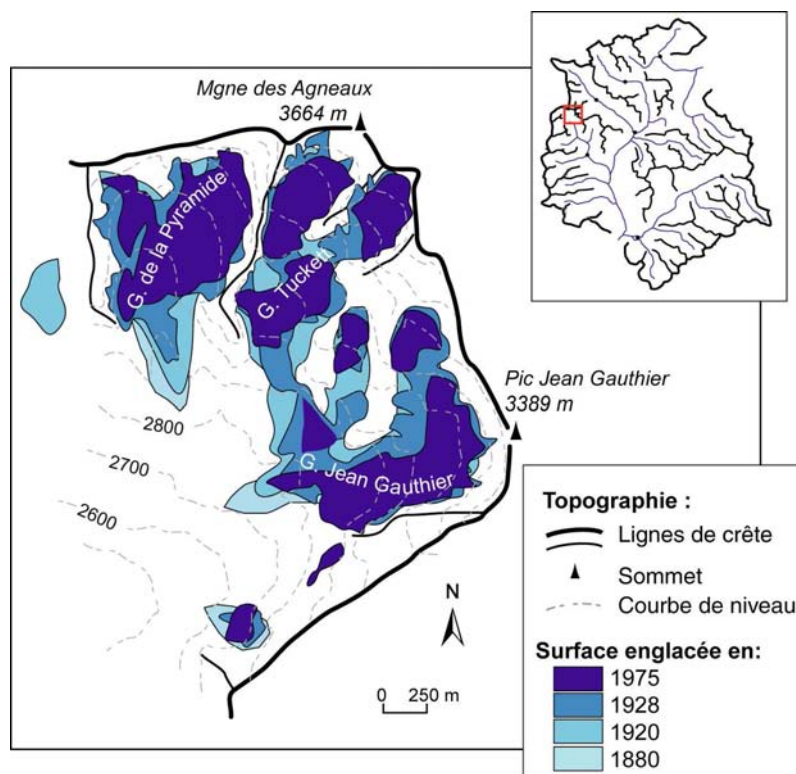 Mgne des Agneaux
3664 m
G. de la Pyramide
G. Tuckett
Pic Jean Gauthier
3389 m
2800
2700
2600
G. Jean Gauthier
N
0 250 m
Topographie :
Lignes de crête
Sommet
Courbe de niveau
Surface englacée en:
1975
1928
1920
1880